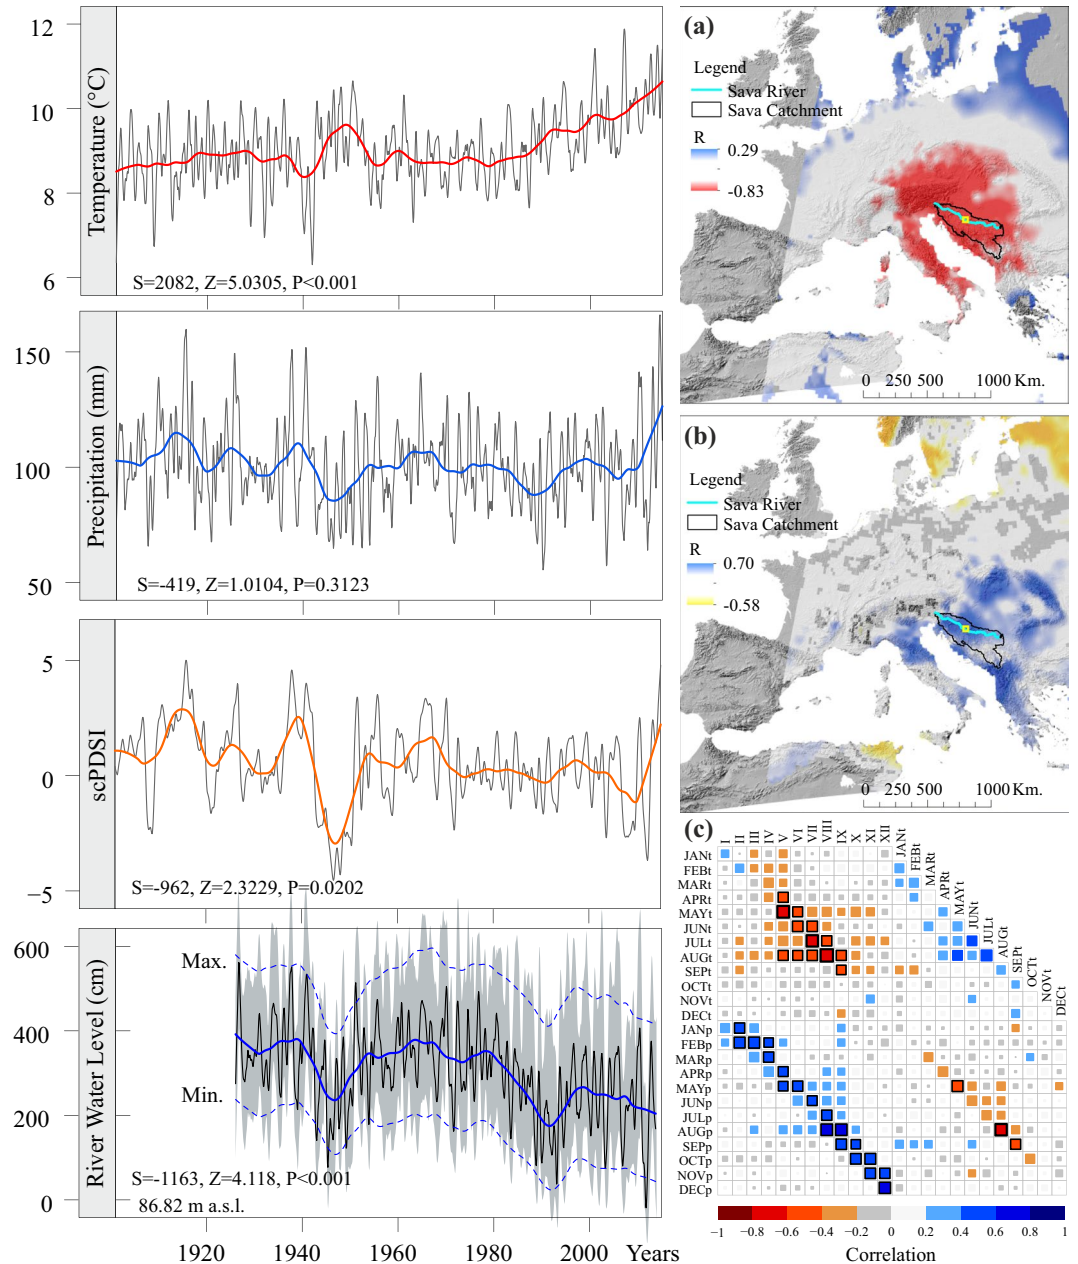 12
10
8
6
Temperature (°C)
S=2082, Z=5.0305, P<0.001
150
100
50
Precipitation (mm)
S=-419, Z=1.0104, P=0.3123
1920
1940
1960
1980
2000
5
0
−5
scPDSI
S=-962, Z=2.3229, P=0.0202
600
400
200
0
River Water Level (cm)
Max.
Min.
S=-1163, Z=4.118, P<0.001
86.82 m a.s.l.
1920 1940 1960 1980 2000 Years
(a)
Legend
Sava River
Sava Catchment
R
0.29
-0.83
0 250 500 1000 Km.
(b)
Legend
Sava River
Sava Catchment
R
0.70
-0.58
0 250 500 1000 Km.
(c)
I II III IV V VI VII VIII IX X XI XII JANt FEBt MARt APRt MAYt JUNt JULt AUGt SEPt OCTt NOVt DECt
JANt
FEBt
MARt
APRt
MAYt
JUNt
JULt
AUGt
SEPt
OCTt
NOVt
DECt
JANp
FEBp
MARp
APRp
MAYp
JUNp
JULp
AUGp
SEPp
OCTp
NOVp
DECp
−1 −0.8 −0.6 −0.4 −0.2 0 0.2 0.4 0.6 0.8 1
Correlation